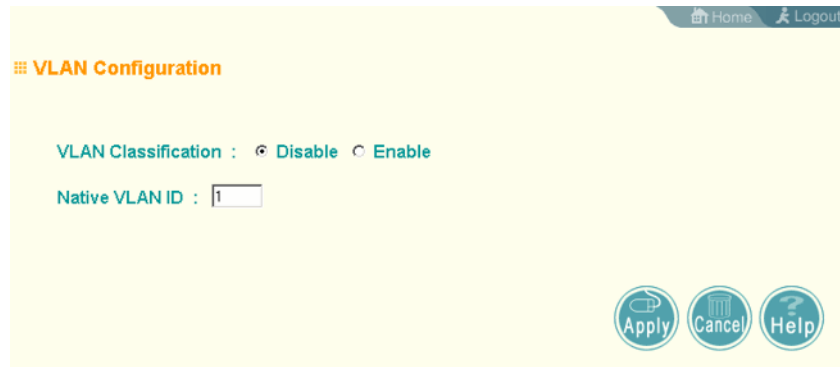 Home Logout
VLAN Configuration
VLAN Classification : Disable Enable
Native VLAN ID : 1
Apply Cancel Help